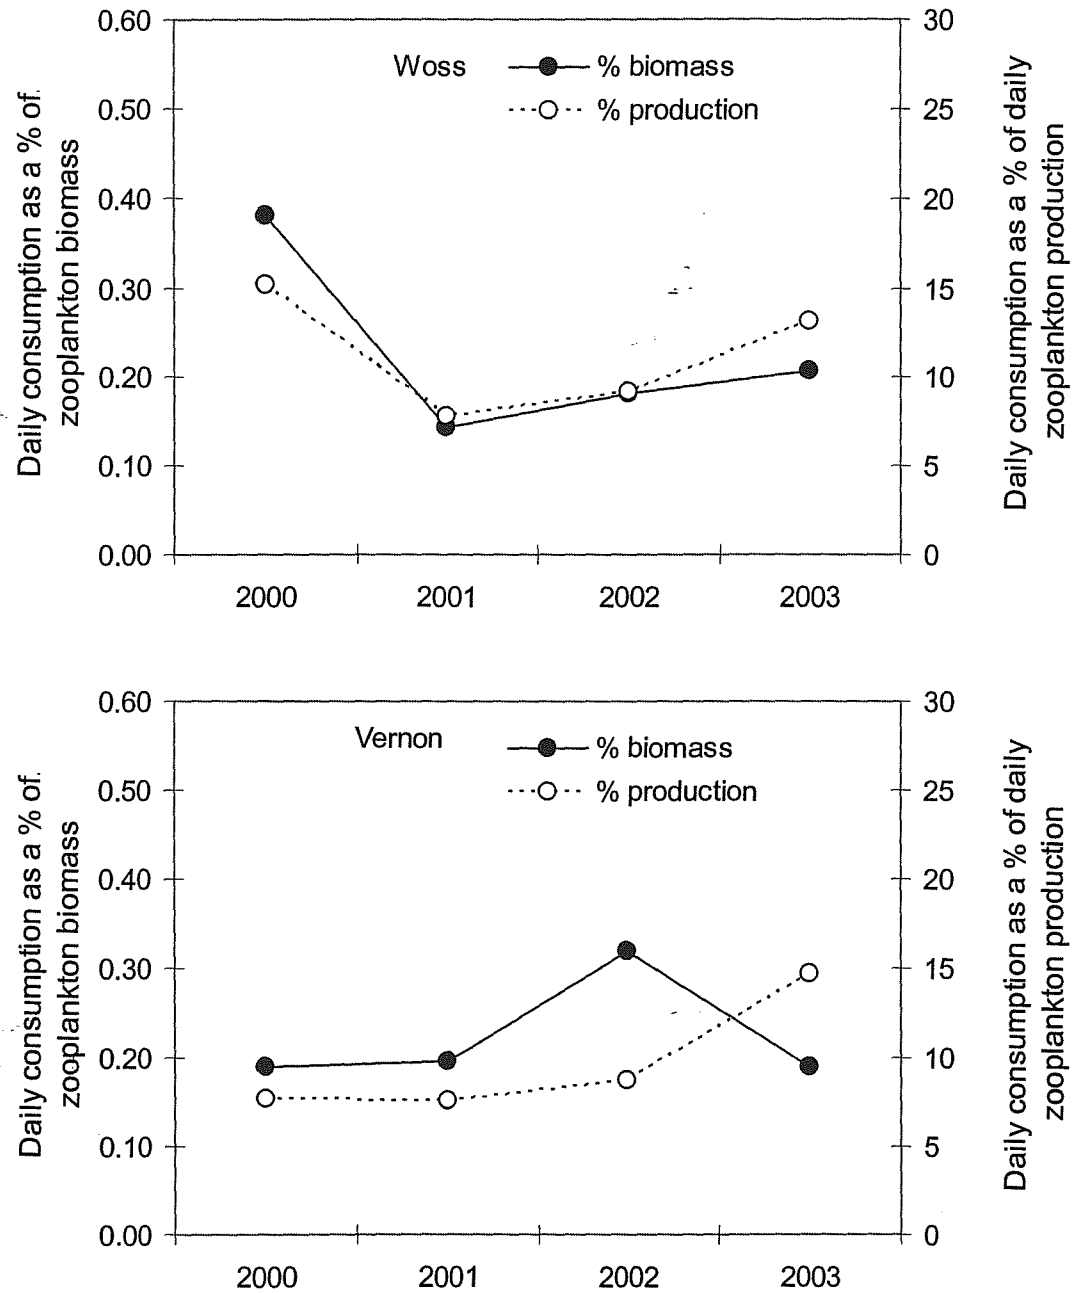 Daily consumption as a % of.
zooplankton biomass
0.60
0.50
0.40
0.30
0.20
0.10
0.00
Woss
% biomass
% production
30
25
20
15
10
5
0
Daily consumption as a % of daily
zooplankton production
2000 2001 2002 2003
Daily consumption as a % of.
zooplankton biomass
0.60
0.50
0.40
0.30
0.20
0.10
0.00
Vernon
% biomass
% production
30
25
20
15
10
5
0
Daily consumption as a % of daily
zooplankton production
2000 2001 2002 2003